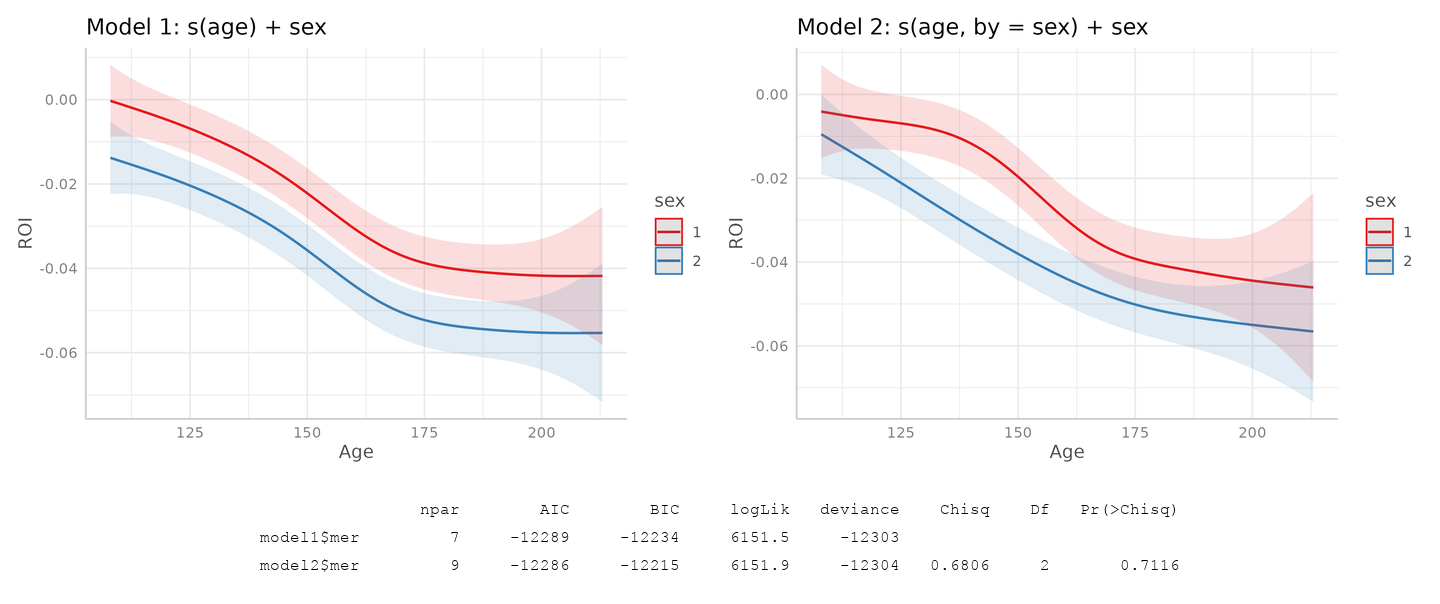 Model 1: s(age) + sex
0.00
-0.02
-0.04
-0.06
ROI
125 150 175 200
Age
sex
1
2
Model 2: s(age, by = sex) + sex
0.00
-0.02
-0.04
-0.06
ROI
125 150 175 200
Age
sex
1
2
npar AIC BIC logLik deviance Chisq Df Pr(>Chisq)
model1$mer 7 -12289 -12234 6151.5 -12303
model2$mer 9 -12286 -12215 6151.9 -12304 0.6806 2 0.7116